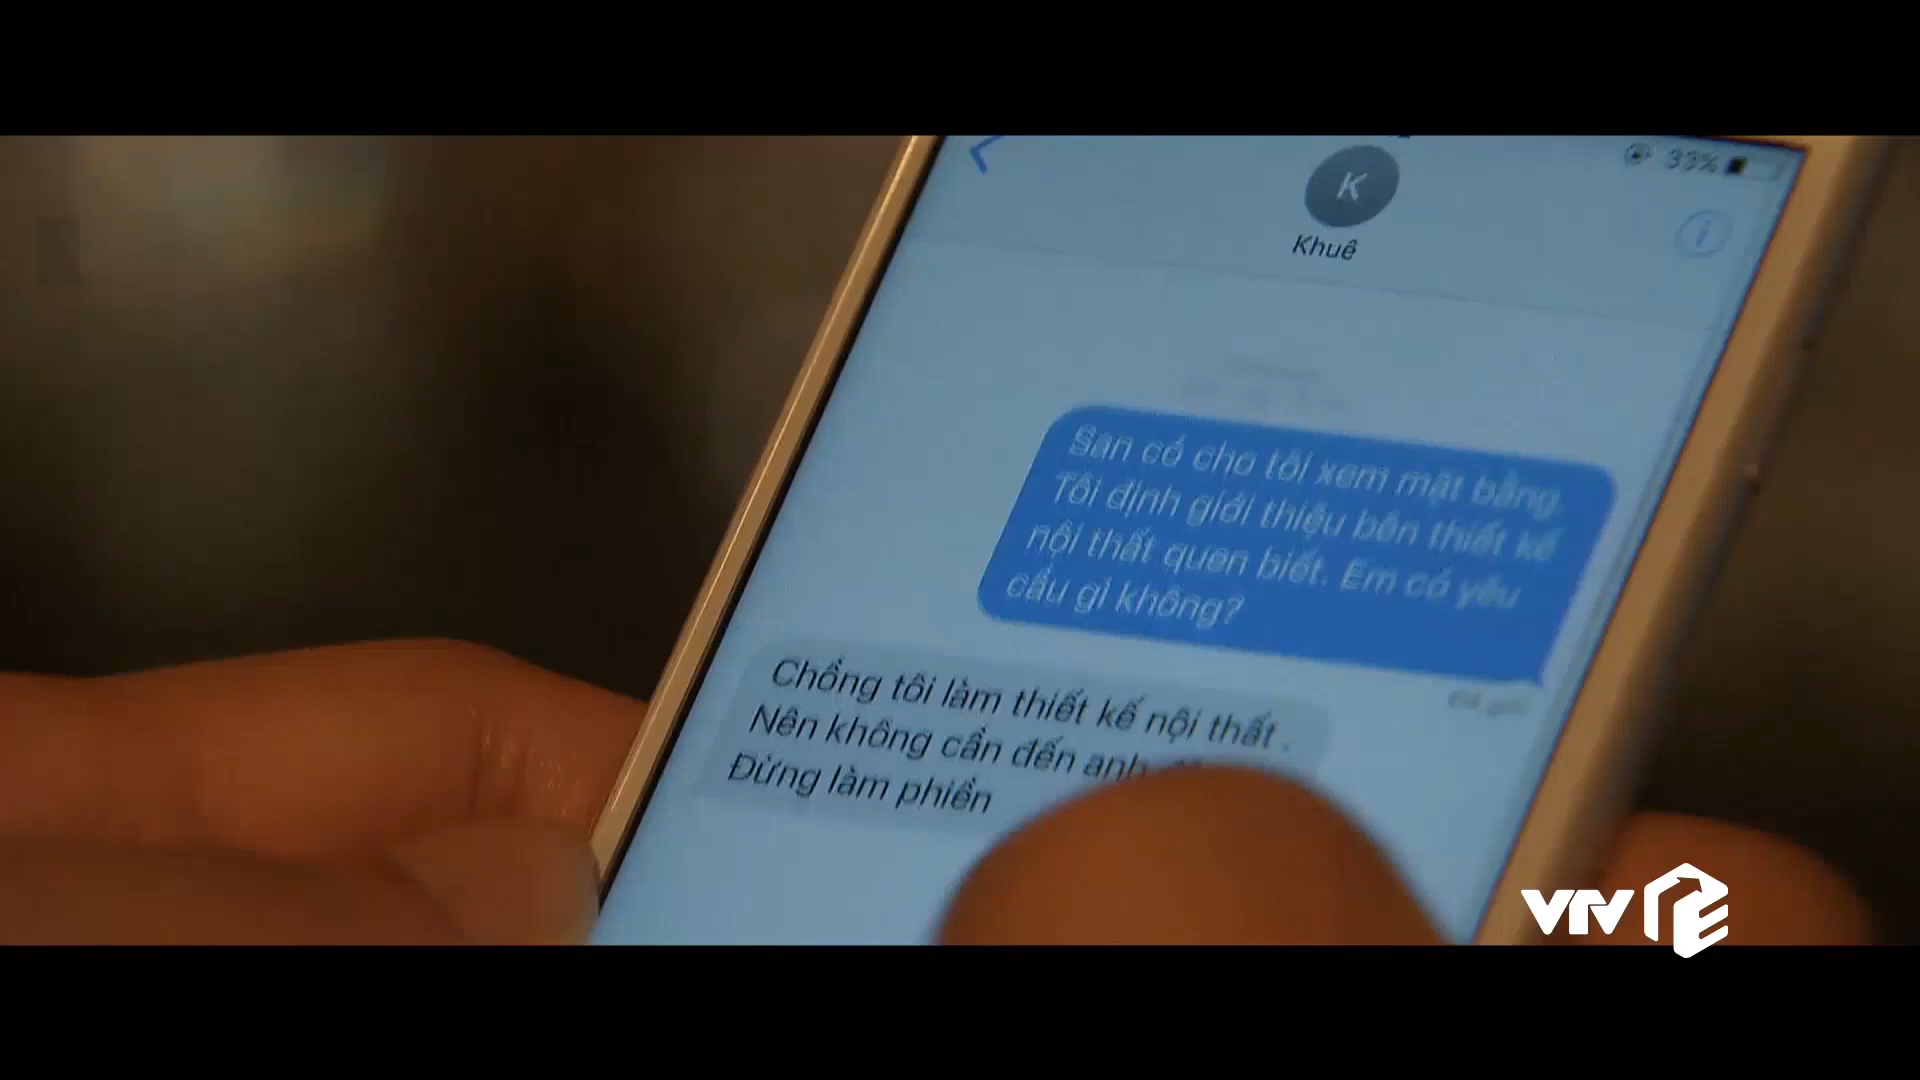 33%
K
Khuê
San có cho tôi xem mặt bằng.
Tôi định giới thiệu bên thiết kế
nội thất quen biết. Em có yêu
cầu gì không?
Chồng tôi làm thiết kế nội thất .
Nên không cần đến anh
Đừng làm phiền
VTV